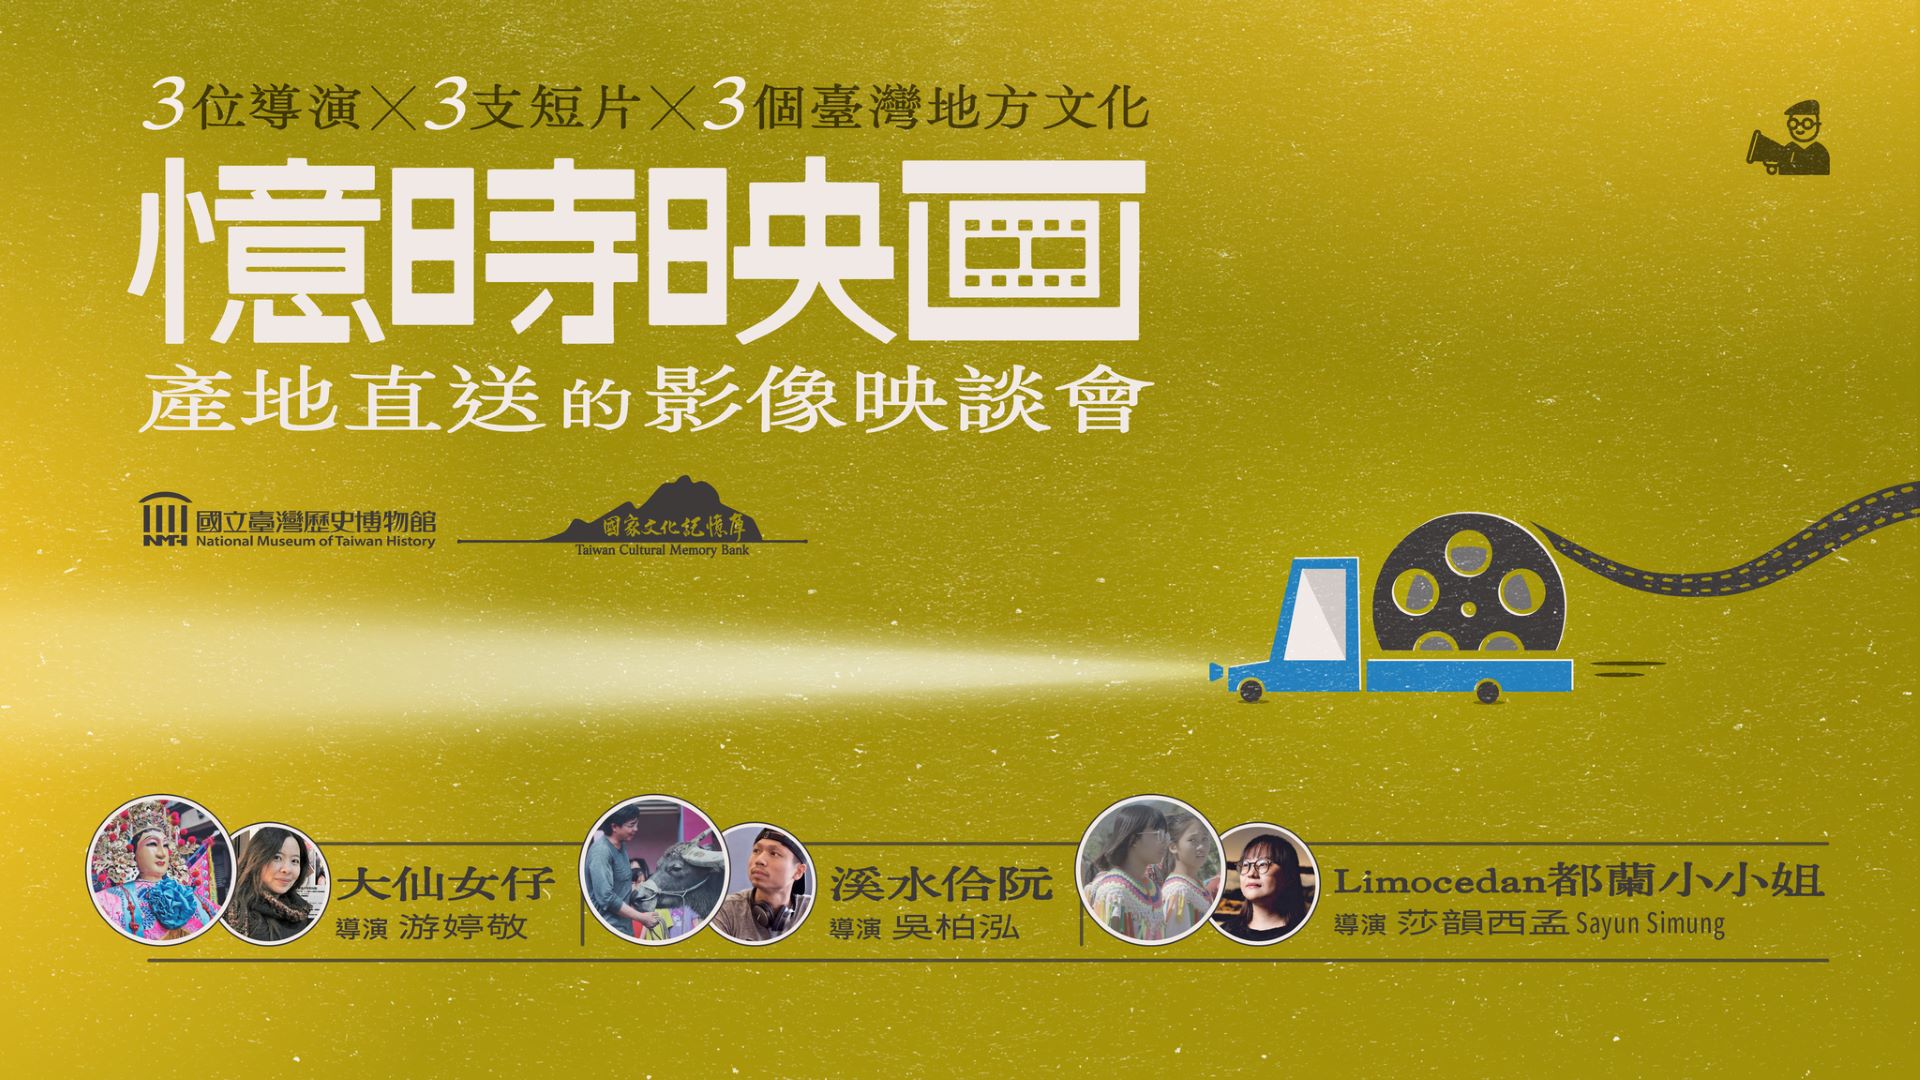 3位導演×3支短片×3個臺灣地方文化
憶時映画
產地直送的影像映談會
國立臺灣歷史博物館
National Museum of Taiwan History
NMTH
國家文化記憶庫
Taiwan Cultural Memory Bank
大仙女仔
導演 游婷敬
溪水佮阮
導演 吳柏泓
Limocedan都蘭小小姐
導演 莎韻西孟 Sayun Simung